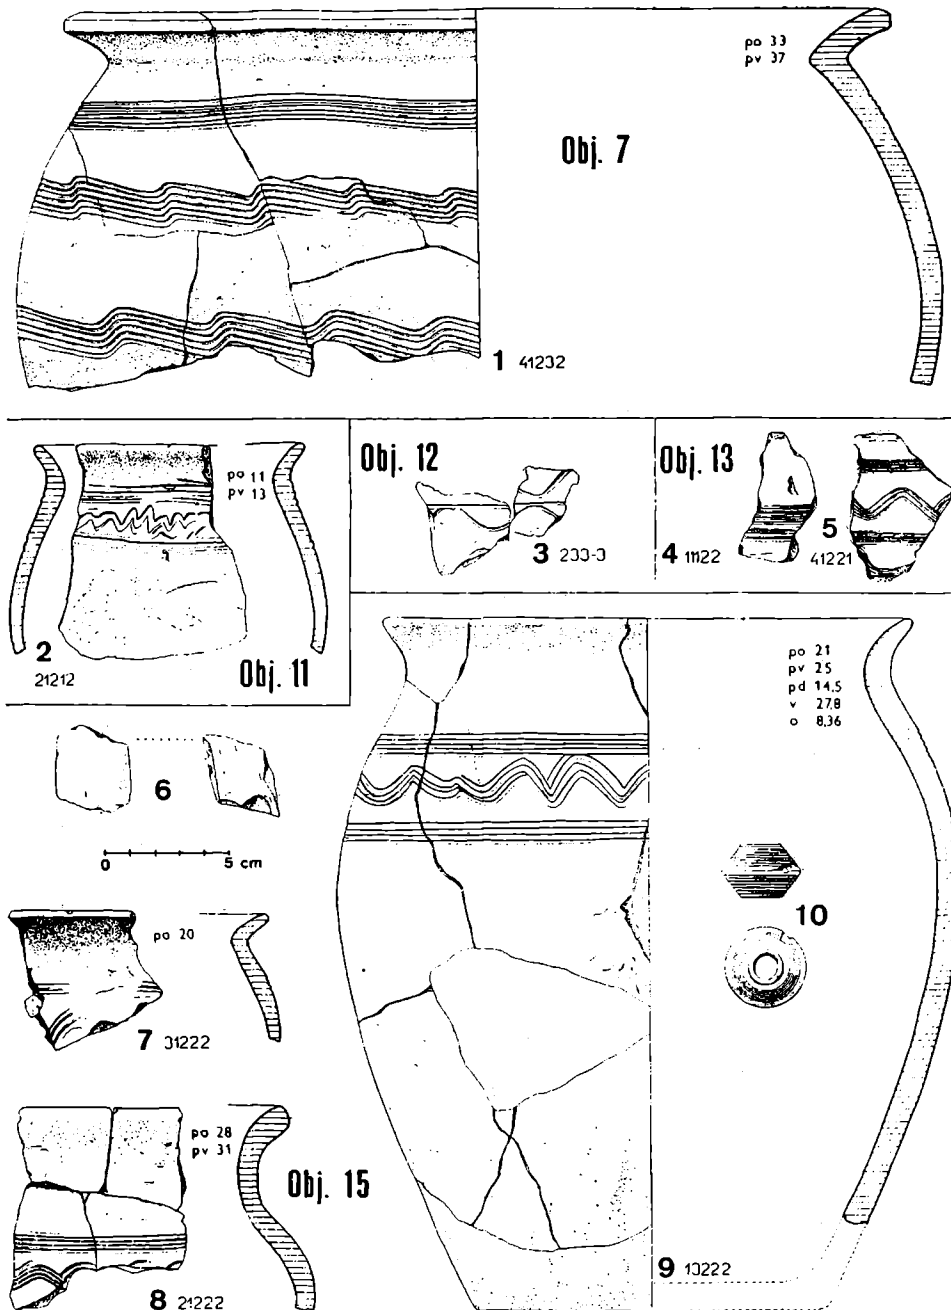 po 33
pv 37
Obj. 7
1 41232
Obj. 12
Obj. 13
po 11
pv 13
3 233-3
4 11122
5
41221
2
21212
Obj. 11
po 21
pv 25
pd 14,5
v 27,8
o 8,36
6
0 5 cm
10
po 20
7 31222
po 28
pv 31
Obj. 15
8 21222
9 13222